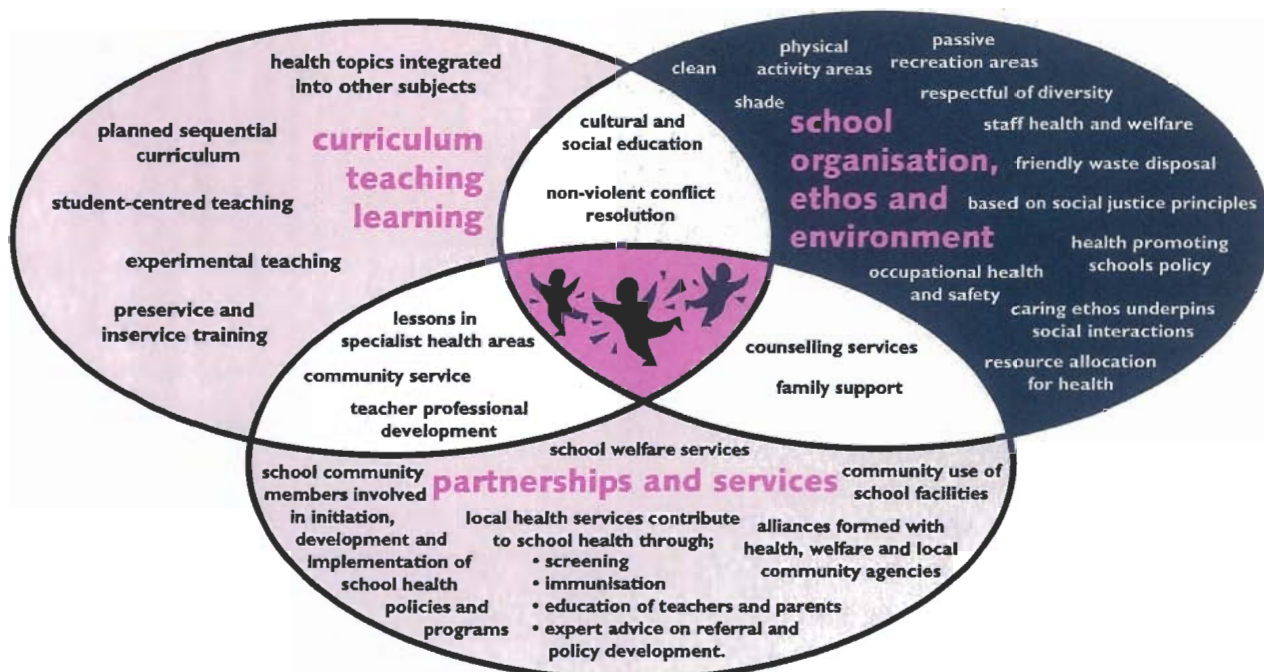 health topics integrated
into other subjects
planned sequential
curriculum
curriculum
teaching
learning
student-centred teaching
experimental teaching
preservice and
inservice training
cultural and
social education
non-violent conflict
resolution
clean
physical
activity areas
passive
recreation areas
shade
respectful of diversity
school
organisation,
ethos and
environment
staff health and welfare
friendly waste disposal
based on social justice principles
health promoting
schools policy
occupational health
and safety
caring ethos underpins
social interactions
resource allocation
for health
lessons in
specialist health areas
community service
teacher professional
development
counselling services
family support
school welfare services
partnerships and services
school community
members involved
in initiation,
development and
implementation of
school health
policies and
programs
local health services contribute
to school health through;
• screening
• immunisation
• education of teachers and parents
• expert advice on referral and
policy development.
community use of
school facilities
alliances formed with
health, welfare and local
community agencies